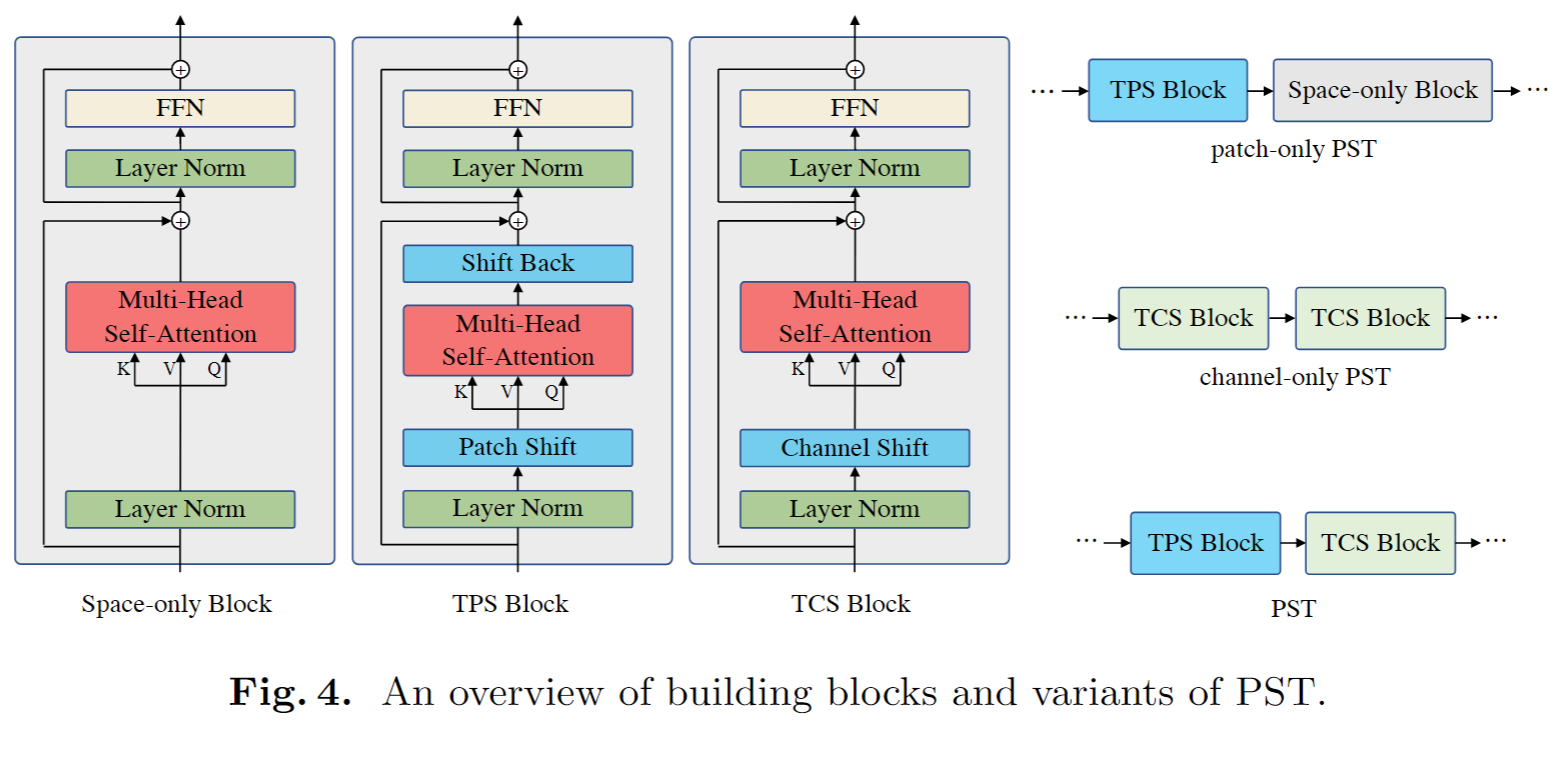 FFN
Layer Norm
Multi-Head
Self-Attention
K V Q
Layer Norm
Space-only Block
FFN
Layer Norm
Shift Back
Multi-Head
Self-Attention
K V Q
Patch Shift
Layer Norm
TPS Block
FFN
Layer Norm
Multi-Head
Self-Attention
K V Q
Channel Shift
Layer Norm
TCS Block
··· TPS Block Space-only Block ···
patch-only PST
··· TCS Block TCS Block ···
channel-only PST
··· TPS Block TCS Block ···
PST
Fig. 4. An overview of building blocks and variants of PST.